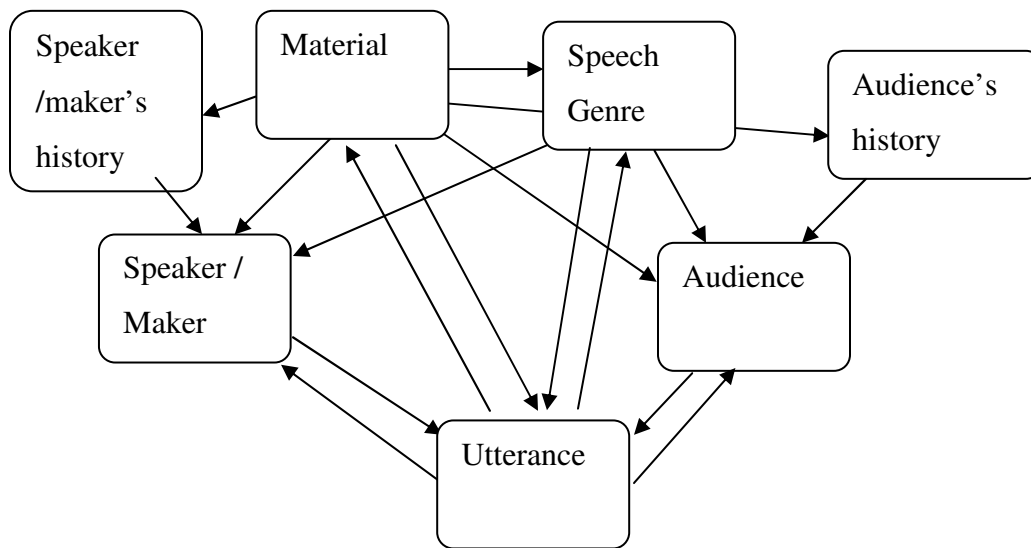 Speaker
/maker’s
history
Material
Speech
Genre
Audience’s
history
Speaker /
Maker
Audience
Utterance